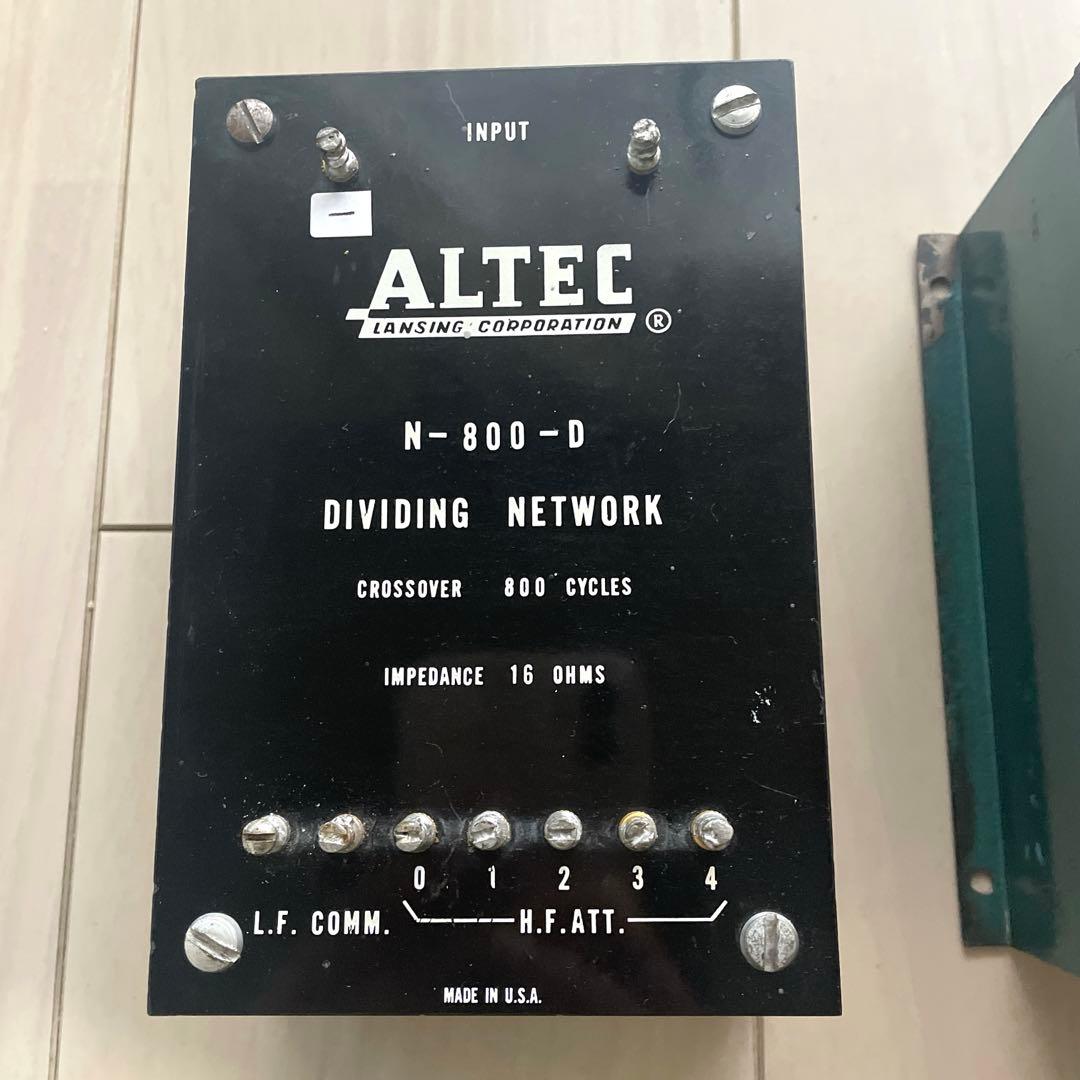 INPUT
—
ALTEC
LANSING CORPORATION ®
N-800-D
DIVIDING NETWORK
CROSSOVER 800 CYCLES
IMPEDANCE 16 OHMS
0 1 2 3 4
L.F. COMM. H.F. ATT.
MADE IN U.S.A.